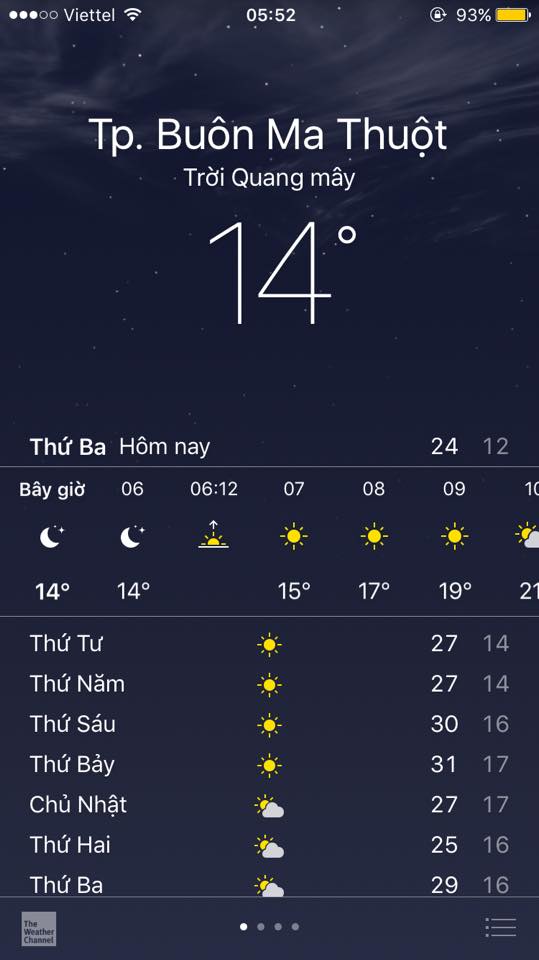 Viettel 05:52 93%
Tp. Buôn Ma Thuột
Trời Quang mây
14°
Thứ Ba Hôm nay 24 12
Bây giờ 06 06:12 07 08 09 10
14° 14° 15° 17° 19° 21
Thứ Tư 27 14
Thứ Năm 27 14
Thứ Sáu 30 16
Thứ Bảy 31 17
Chủ Nhật 27 17
Thứ Hai 25 16
Thứ Ba 29 16
The
Weather
Channel